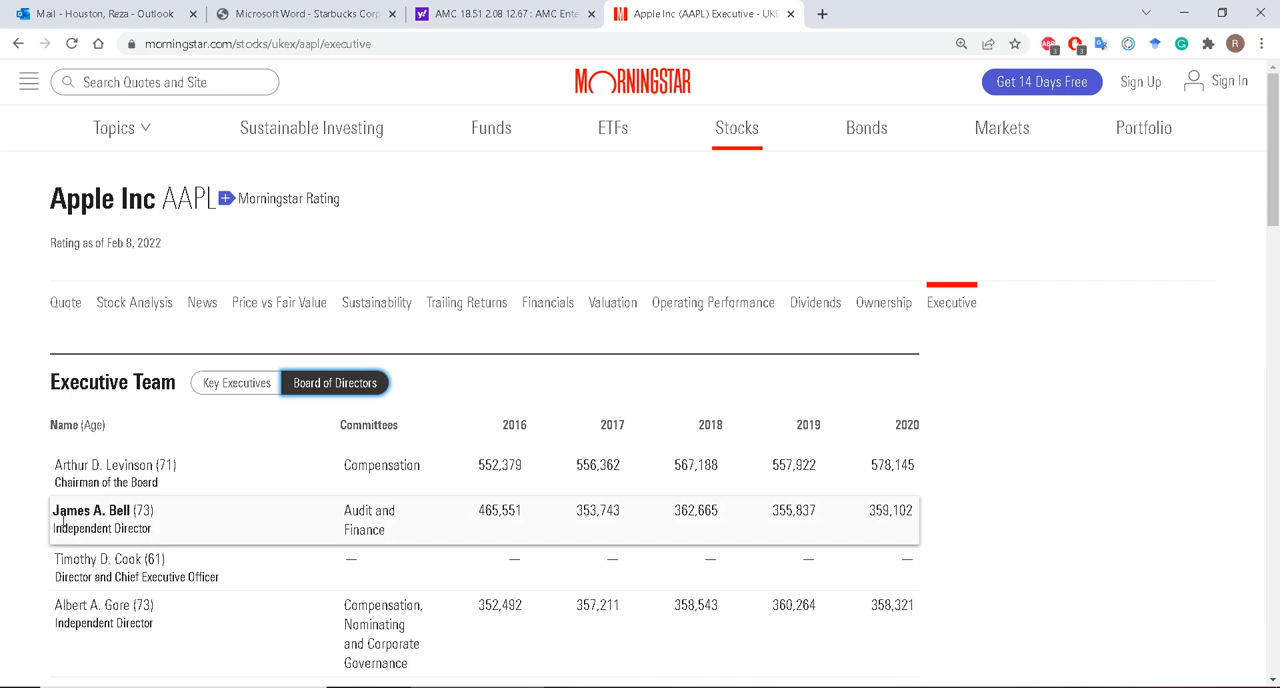 Mail - Houston, Reza - Outlook
Microsoft Word - Starbucks Corp
AMC 18.51 2.08 12.67 : AMC Ente
Apple Inc (AAPL) Executive - UKE
morningstar.com/stocks/ukex/aapl/executive
Search Quotes and Site
MORNINGSTAR
Get 14 Days Free
Sign Up
Sign In
Topics
Sustainable Investing
Funds
ETFs
Stocks
Bonds
Markets
Portfolio
Apple Inc AAPL Morningstar Rating
Rating as of Feb 8, 2022
Quote Stock Analysis News Price vs Fair Value Sustainability Trailing Returns Financials Valuation Operating Performance Dividends Ownership Executive
Executive Team Key Executives Board of Directors
Name (Age) Committees 2016 2017 2018 2019 2020
Arthur D. Levinson (71) Compensation 552,379 556,362 567,188 557,922 578,145
Chairman of the Board
James A. Bell (73) Audit and 465,551 353,743 362,665 355,837 359,102
Independent Director Finance
Timothy D. Cook (61) — — — — — —
Director and Chief Executive Officer
Albert A. Gore (73) Compensation, 352,492 357,211 358,543 360,264 358,321
Independent Director Nominating
and Corporate
Governance